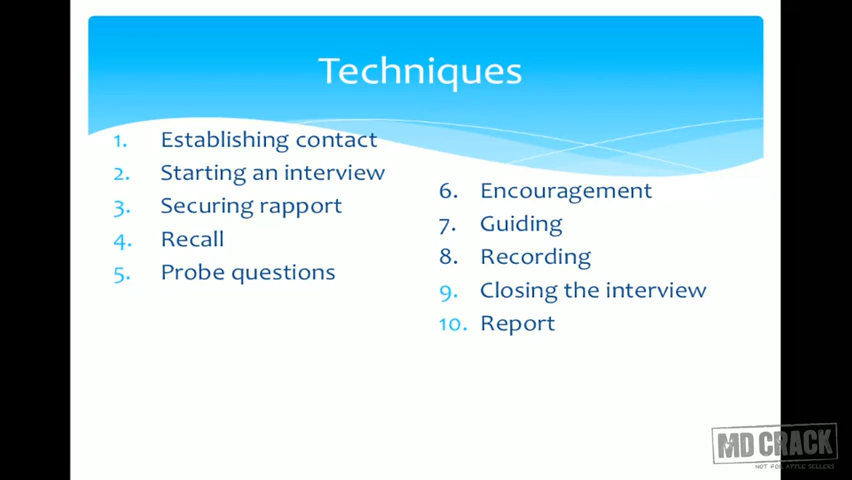 Techniques
1. Establishing contact
2. Starting an interview
3. Securing rapport
4. Recall
5. Probe questions
6. Encouragement
7. Guiding
8. Recording
9. Closing the interview
10. Report
MD CRACK
NOT FOR APPLE SELLERS